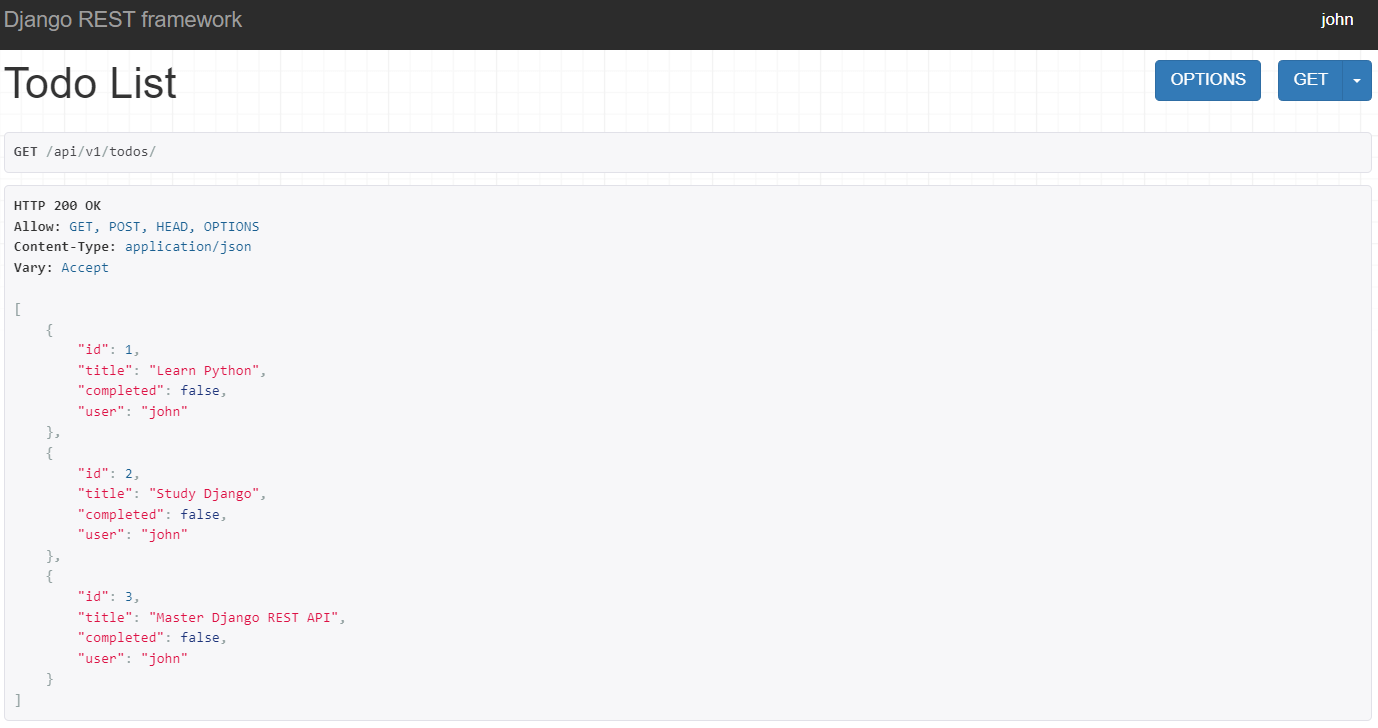 Django REST framework
john
Todo List
OPTIONS
GET
GET /api/v1/todos/
HTTP 200 OK
Allow: GET, POST, HEAD, OPTIONS
Content-Type: application/json
Vary: Accept
[
    {
        "id": 1,
        "title": "Learn Python",
        "completed": false,
        "user": "john"
    },
    {
        "id": 2,
        "title": "Study Django",
        "completed": false,
        "user": "john"
    },
    {
        "id": 3,
        "title": "Master Django REST API",
        "completed": false,
        "user": "john"
    }
]